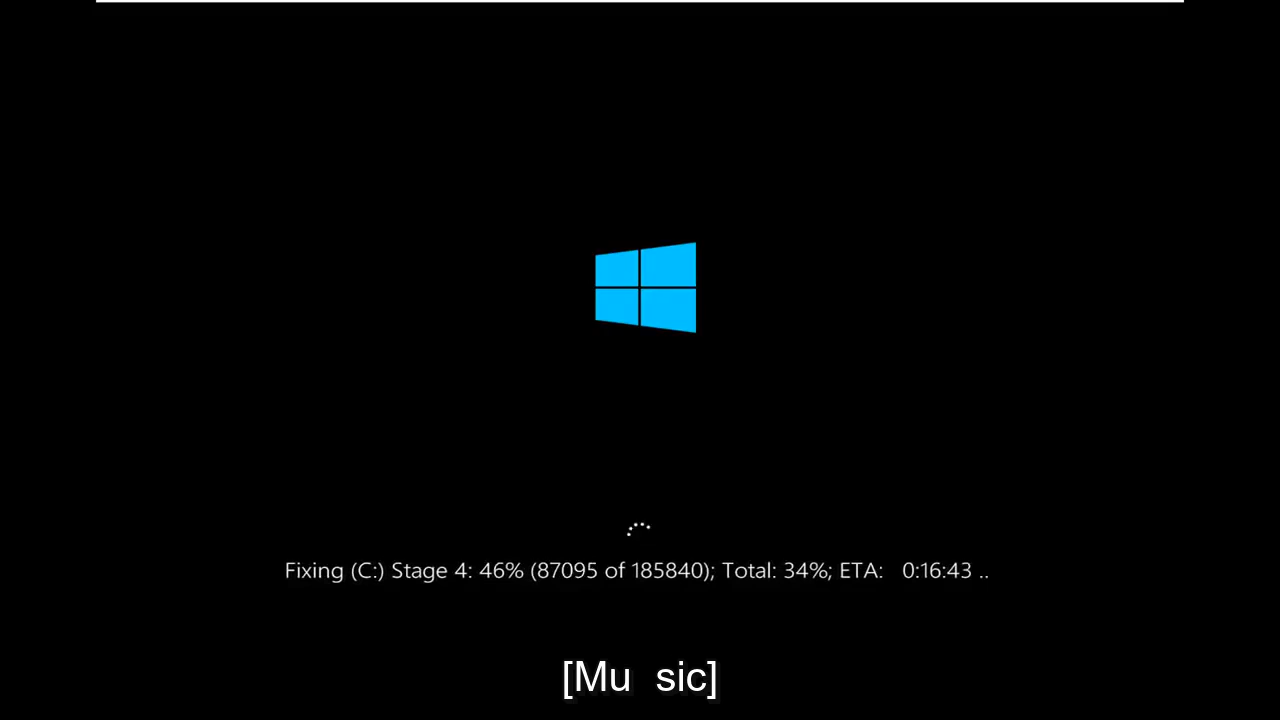 Fixing (C:) Stage 4: 46% (87095 of 185840); Total: 34%; ETA:   0:16:43 ..
[Mu  sic]